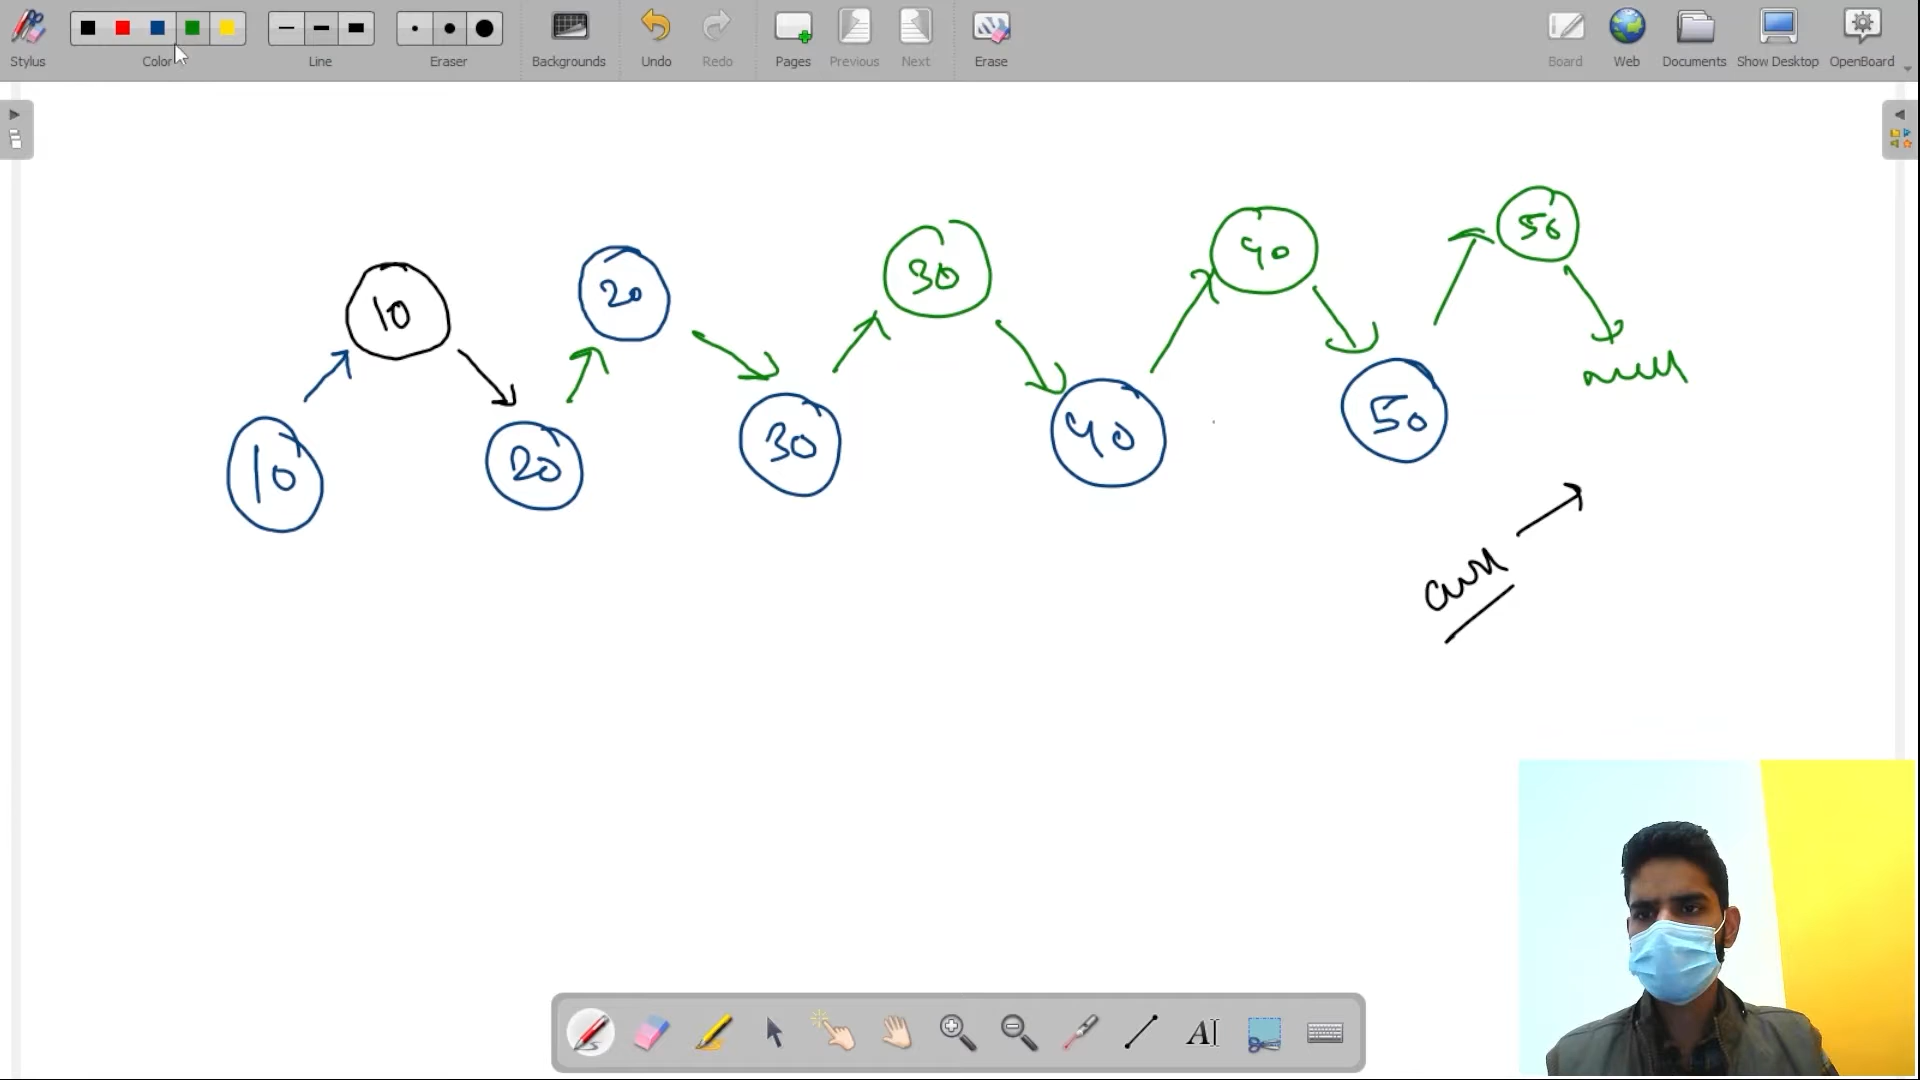 Stylus
Color
Line
Eraser
Backgrounds
Undo
Redo
Pages
Previous
Next
Erase
Board
Web
Documents
Show Desktop
OpenBoard
10
20
30
40
50
null
10
20
30
40
50
curr
AI